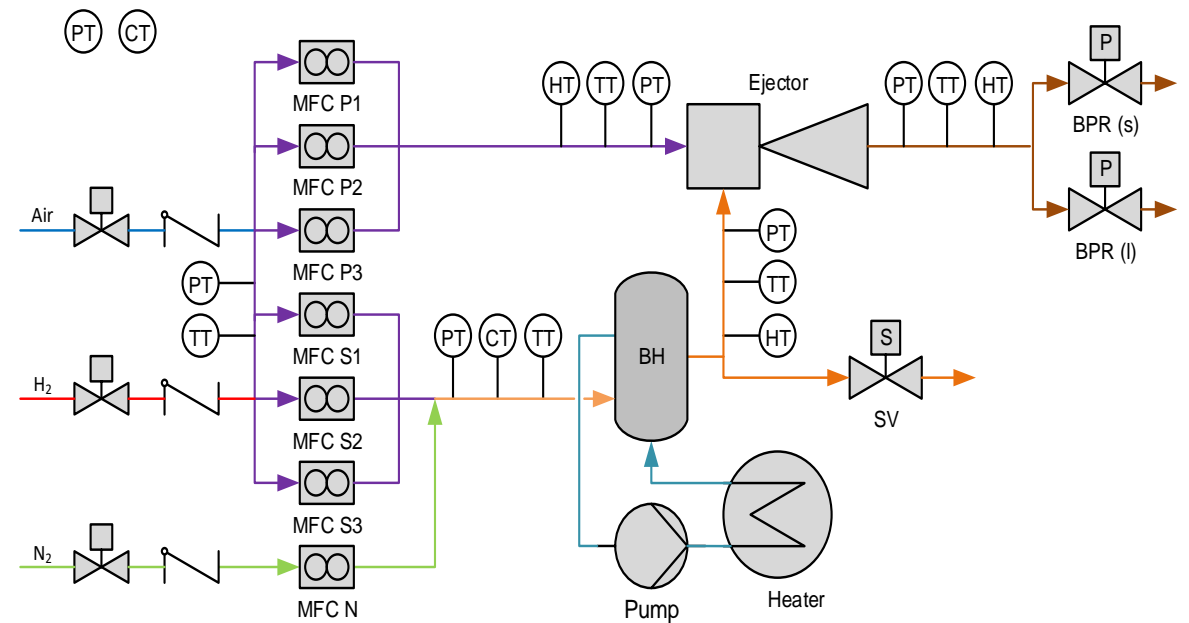 PT CT
MFC P1
MFC P2
MFC P3
MFC S1
MFC S2
MFC S3
MFC N
Air
H₂
N₂
PT
TT
HT TT PT
Ejector
PT TT HT
P
BPR (s)
P
BPR (l)
PT
TT
HT
PT CT TT
BH
S
SV
Pump
Heater